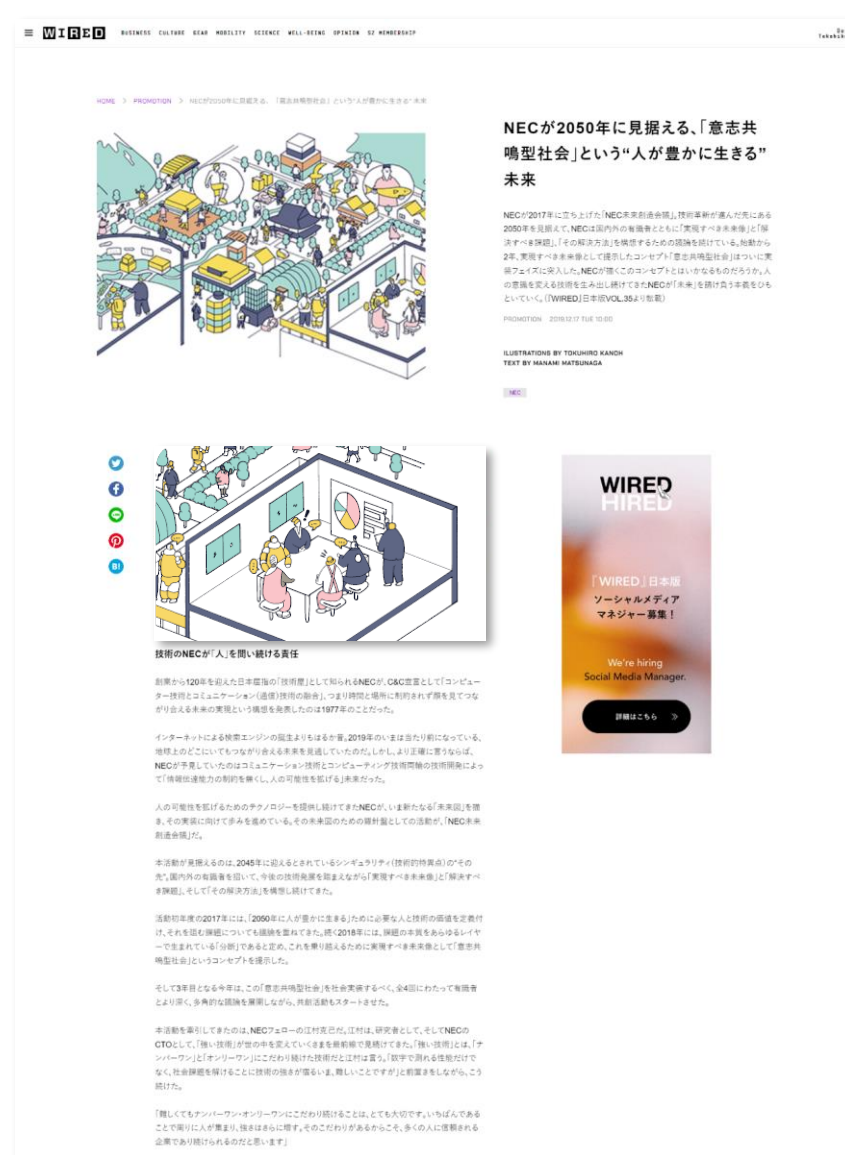 WIRED
BUSINESS CULTURE GEAR MOBILITY SCIENCE WELL-BEING OPINION SZ MEMBERSHIP
HOME > PROMOTION > NECが2050年に見据える、「意志共鳴型社会」という“人が豊かに生きる”未来
NECが2050年に見据える、「意志共
鳴型社会」という“人が豊かに生きる”
未来
NECが2017年に立ち上げた「NEC未来創造会議」。技術革新が進んだ先にある
2050年を見据えて、NECは国内外の有識者とともに「実現すべき未来像」と「解
決すべき課題」、「その解決方法」を構想するための議論を続けている。始動から
2年、実現すべき未来像として提示したコンセプト「意志共鳴型社会」はついに実
装フェイズに突入した。NECが描くこのコンセプトとはいかなるものだろうか。人
の意識を変える技術を生み出し続けてきたNECが「未来」を請け負う本義をひも
といていく。(『WIRED』日本版VOL.35より転載)
PROMOTION 2019.12.17 TUE 10:00
ILUSTRATIONS BY TOKUHIRO KANOH
TEXT BY MANAMI MATSUNAGA
NEC
WIRED
HIRED
『WIRED』日本版
ソーシャルメディア
マネジャー募集！
We're hiring
Social Media Manager.
詳細はこちら
B!
技術のNECが「人」を問い続ける責任
創業から120年を迎えた日本屈指の「技術屋」として知られるNECが、C&C宣言として「コンピュー
ター技術とコミュニケーション(通信)技術の融合」、つまり時間と場所に制約されず顔を見てつな
がり合える未来の実現という構想を発表したのは1977年のことだった。
インターネットによる検索エンジンの誕生よりもはるか昔。2019年のいまは当たり前になっている、
地球上のどこにいてもつながり合える未来を見通していたのだ。しかし、より正確に言うならば、
NECが予見していたのはコミュニケーション技術とコンピューティング技術両輪の技術開発によっ
て「情報伝達能力の制約を無くし、人の可能性を拡げる」未来だった。
人の可能性を拡げるためのテクノロジーを提供し続けてきたNECが、いま新たなる「未来図」を描
き、その実装に向けて歩みを進めている。その未来図のための羅針盤としての活動が、「NEC未来
創造会議」だ。
本活動が見据えるのは、2045年に迎えるとされているシンギュラリティ(技術的特異点)の“その
先”。国内外の有識者を招いて、今後の技術発展を踏まえながら「実現すべき未来像」と「解決すべ
き課題」、そして「その解決方法」を構想し続けてきた。
活動初年度の2017年には、「2050年に人が豊かに生きる」ために必要な人と技術の価値を定義付
け、それを阻む課題についても議論を重ねてきた。続く2018年には、課題の本質をあらゆるレイヤ
ーで生まれている「分断」であると定め、これを乗り越えるために実現すべき未来像として「意志共
鳴型社会」というコンセプトを提示した。
そして3年目となる今年は、この「意志共鳴型社会」を社会実装するべく、全4回にわたって有識者
とより深く、多角的な議論を展開しながら、共創活動もスタートさせた。
本活動を牽引してきたのは、NECフェローの江村克己だ。江村は、研究者として、そしてNECの
CTOとして、「強い技術」が世の中を変えていくさまを最前線で見続けてきた。「強い技術」とは、「ナ
ンバーワン」と「オンリーワン」にこだわり続けた技術だと江村は言う。「数字で測れる性能だけで
なく、社会課題を解けることに技術の強さが宿るいま、難しいことですが」と前置きをしながら、こう
続けた。
「難しくてもナンバーワン・オンリーワンにこだわり続けることは、とても大切です。いちばんである
ことで周りに人が集まり、強さはさらに増す。そのこだわりがあるからこそ、多くの人に信頼される
企業であり続けられるのだと思います」